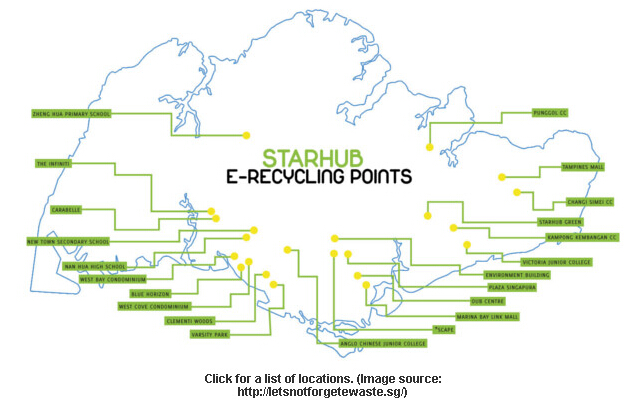 ZHENG HUA PRIMARY SCHOOL
PUNGGOL CC
STARHUB
E-RECYCLING POINTS
THE INFINITI
TAMPINES MALL
CARABELLE
CHANGI SIMEI CC
STARHUB GREEN
NEW TOWN SECONDARY SCHOOL
KAMPONG KEMBANGAN CC
NAN HUA HIGH SCHOOL
VICTORIA JUNIOR COLLEGE
WEST BAY CONDOMINIUM
ENVIRONMENT BUILDING
BLUE HORIZON
PLAZA SINGAPURA
WEST COVE CONDOMINIUM
DUB CENTRE
CLEMENTI WOODS
MARINA BAY LINK MALL
VARSITY PARK
*SCAPE
ANGLO CHINESE JUNIOR COLLEGE
Click for a list of locations. (Image source:
http://letsnotforgetewaste.sg/)